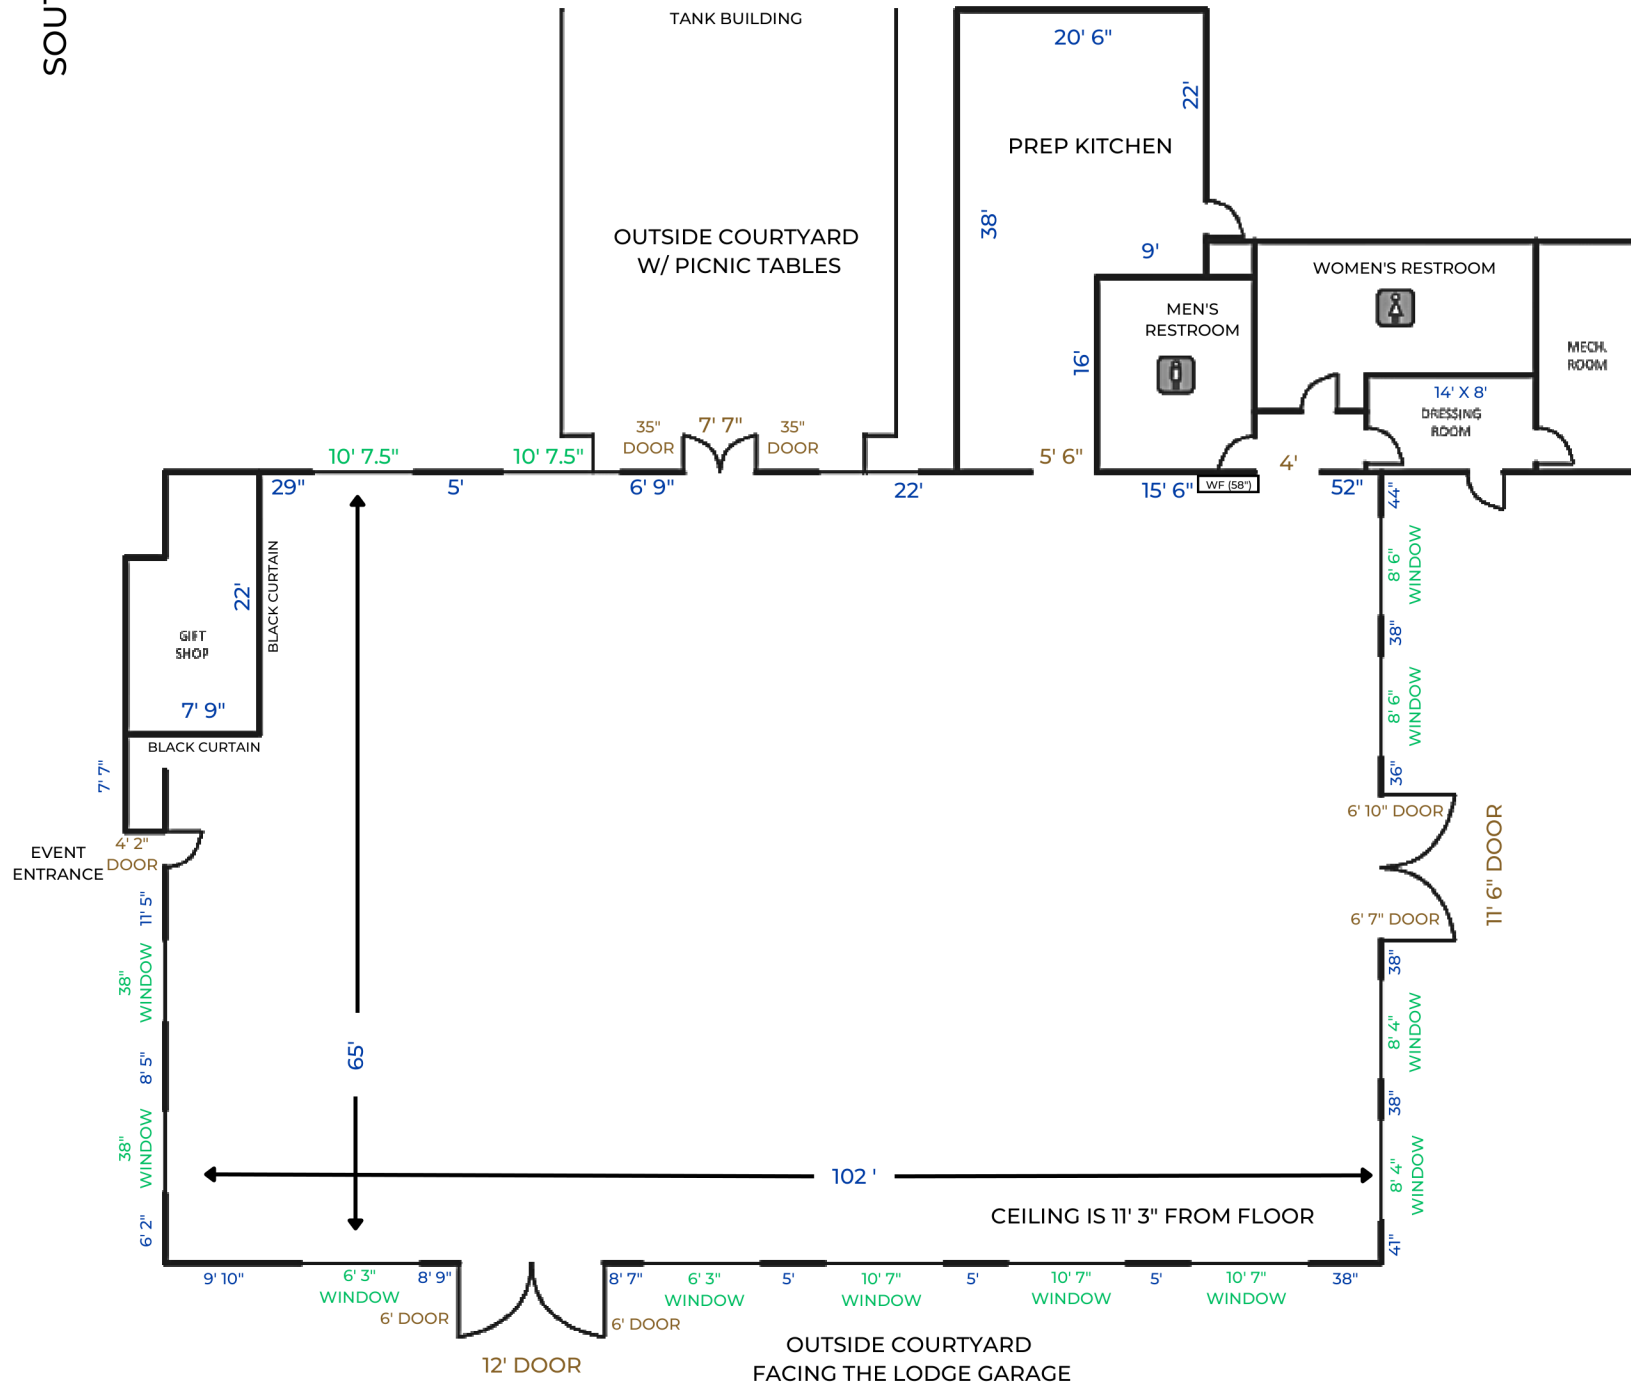 SOU
TANK BUILDING
20' 6"
22'
PREP KITCHEN
38'
OUTSIDE COURTYARD
W/ PICNIC TABLES
9'
WOMEN'S RESTROOM
MEN'S
RESTROOM
16'
MECH.
ROOM
14' X 8'
DRESSING
ROOM
35"
DOOR
7' 7"
35"
DOOR
10' 7.5"
10' 7.5"
5' 6"
4'
29"
5'
6' 9"
22'
15' 6"
WF (58")
52"
44"
8' 6"
WINDOW
38"
8' 6"
WINDOW
36"
BLACK CURTAIN
22'
GIFT
SHOP
7' 9"
BLACK CURTAIN
7' 7"
4' 2"
DOOR
EVENT
ENTRANCE
6' 10" DOOR
11' 6" DOOR
6' 7" DOOR
11' 5"
38"
WINDOW
8' 5"
38"
WINDOW
6' 2"
65'
102 '
CEILING IS 11' 3" FROM FLOOR
38"
8' 4"
WINDOW
38"
8' 4"
WINDOW
41"
9' 10"
6' 3"
WINDOW
8' 9"
6' DOOR
12' DOOR
6' DOOR
8' 7"
6' 3"
WINDOW
5'
10' 7"
WINDOW
5'
10' 7"
WINDOW
5'
10' 7"
WINDOW
38"
OUTSIDE COURTYARD
FACING THE LODGE GARAGE